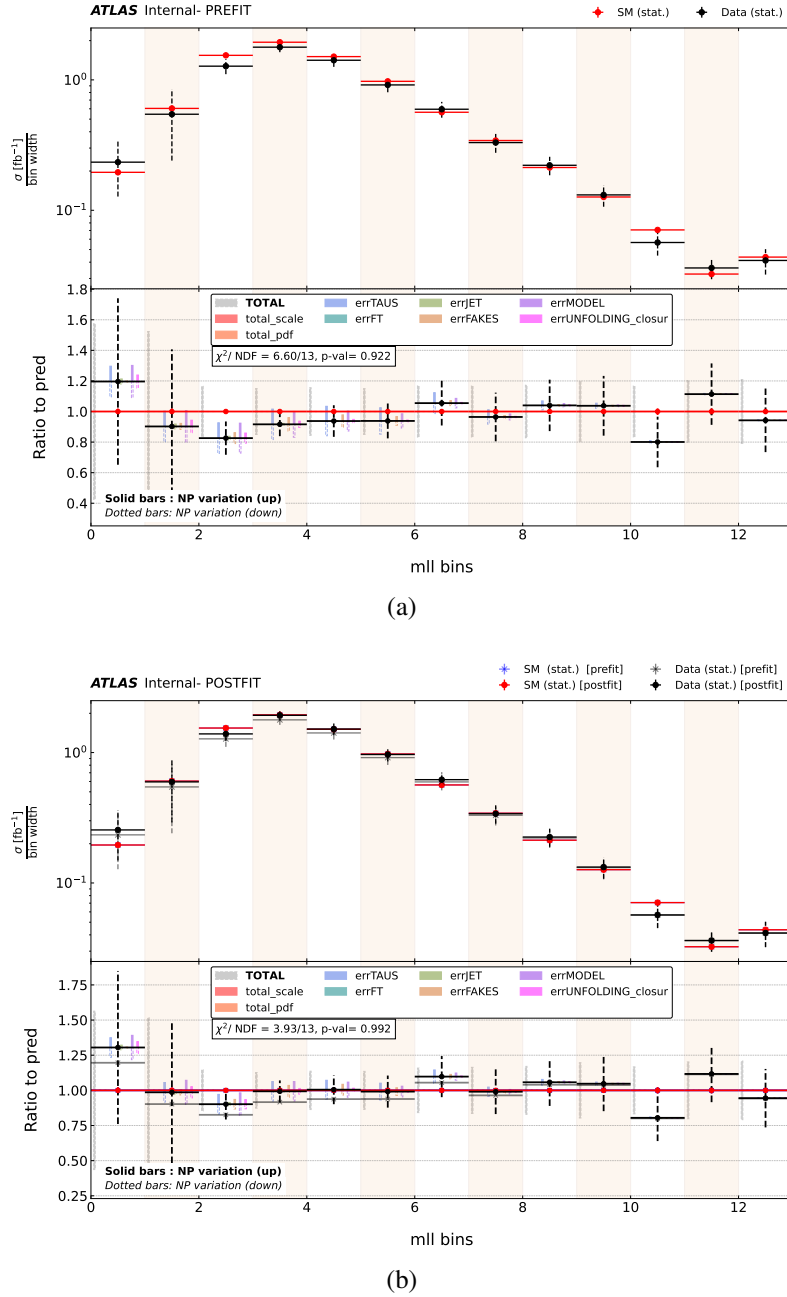 ATLAS Internal- PREFIT
SM (stat.) Data (stat.)
10⁰
10⁻¹
σ [fb⁻¹]
bin width
1.8
1.6
1.4
1.2
1.0
0.8
0.6
0.4
Ratio to pred
TOTAL errTAUS errJET errMODEL
total_scale errFT errFAKES errUNFOLDING_closur
total_pdf
χ²/ NDF = 6.60/13, p-val= 0.922
Solid bars : NP variation (up)
Dotted bars: NP variation (down)
0 2 4 6 8 10 12
mll bins
(a)
SM (stat.) [prefit] Data (stat.) [prefit]
ATLAS Internal- POSTFIT SM (stat.) [postfit] Data (stat.) [postfit]
10⁰
10⁻¹
σ [fb⁻¹]
bin width
1.75
1.50
1.25
1.00
0.75
0.50
0.25
Ratio to pred
TOTAL errTAUS errJET errMODEL
total_scale errFT errFAKES errUNFOLDING_closur
total_pdf
χ²/ NDF = 3.93/13, p-val= 0.992
Solid bars : NP variation (up)
Dotted bars: NP variation (down)
0 2 4 6 8 10 12
mll bins
(b)